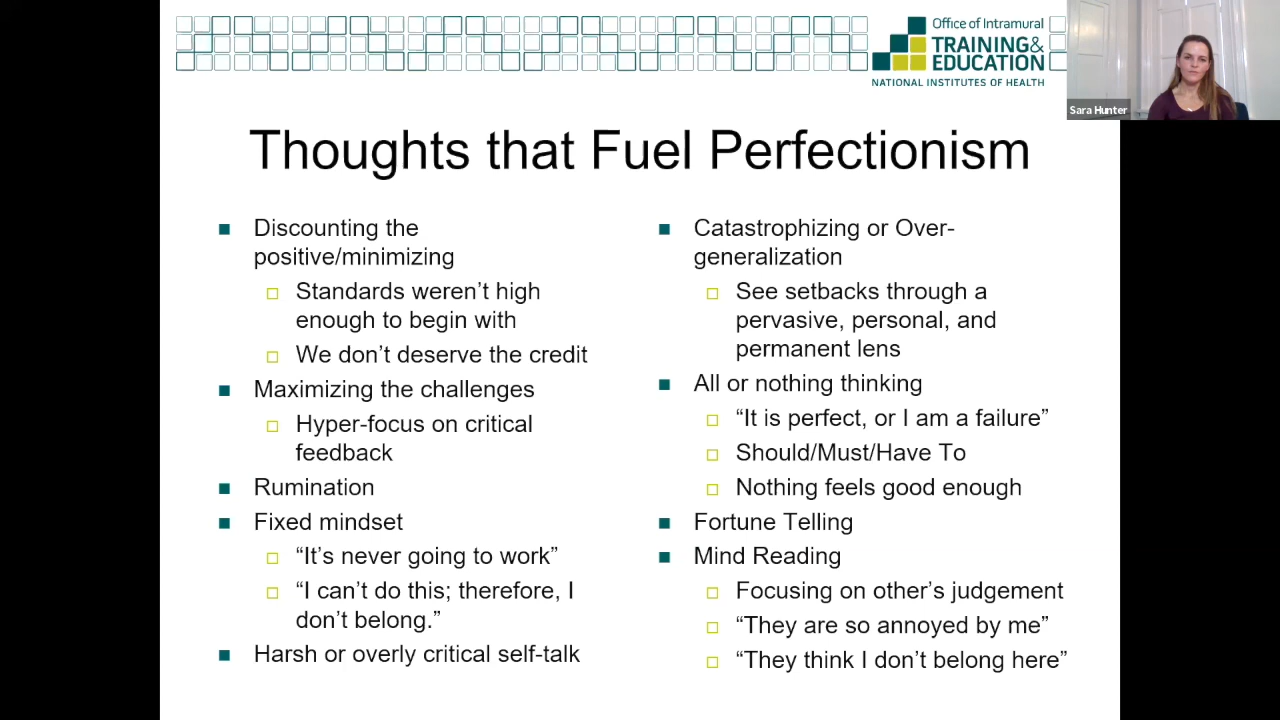 Office of Intramural
TRAINING&
EDUCATION
NATIONAL INSTITUTES OF HEALTH
Sara Hunter
Thoughts that Fuel Perfectionism
Discounting the
positive/minimizing
Standards weren’t high
enough to begin with
We don’t deserve the credit
Maximizing the challenges
Hyper-focus on critical
feedback
Rumination
Fixed mindset
“It’s never going to work”
“I can’t do this; therefore, I
don’t belong.”
Harsh or overly critical self-talk
Catastrophizing or Over-
generalization
See setbacks through a
pervasive, personal, and
permanent lens
All or nothing thinking
“It is perfect, or I am a failure”
Should/Must/Have To
Nothing feels good enough
Fortune Telling
Mind Reading
Focusing on other’s judgement
“They are so annoyed by me”
“They think I don’t belong here”